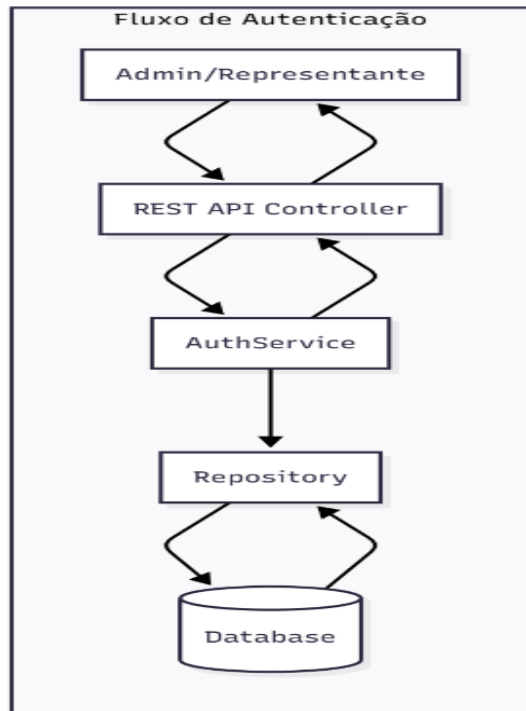 Fluxo de Autenticação
Admin/Representante
REST API Controller
AuthService
Repository
Database